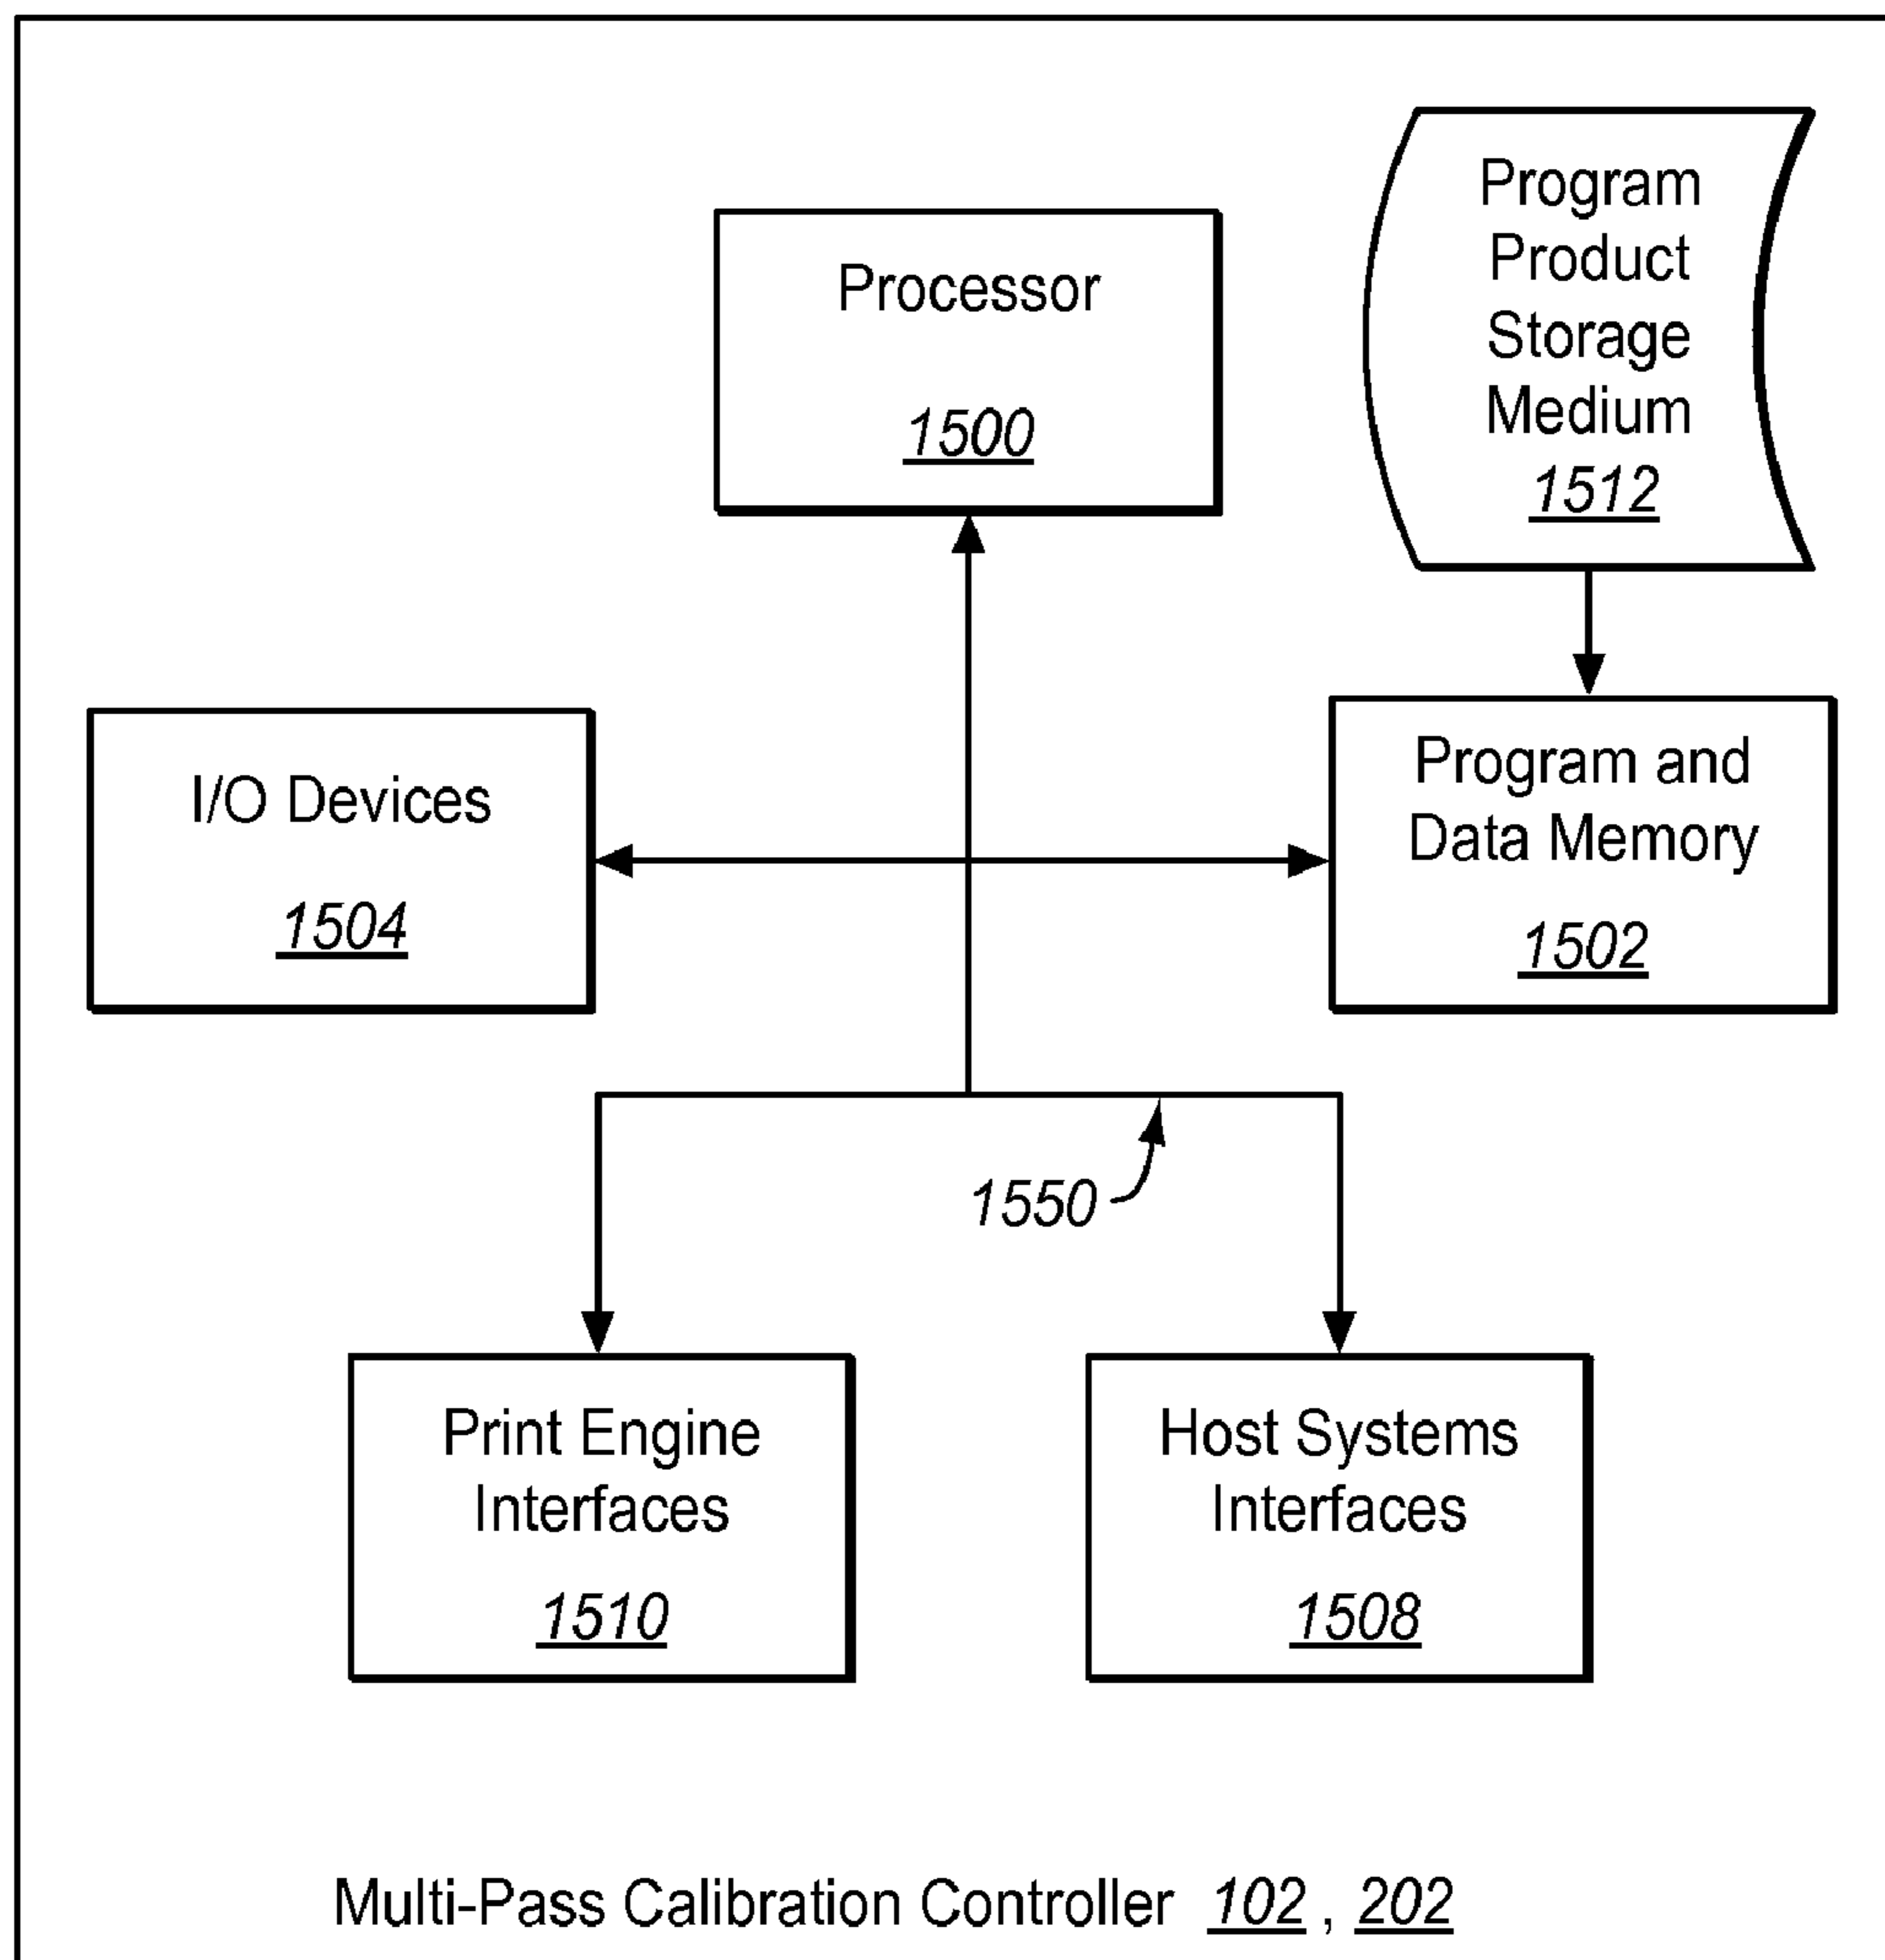 Program
Product
Storage
Medium
1512
Processor
1500
I/O Devices
1504
Program and
Data Memory
1502
1550
Print Engine
Interfaces
1510
Host Systems
Interfaces
1508
Multi-Pass Calibration Controller 102 , 202